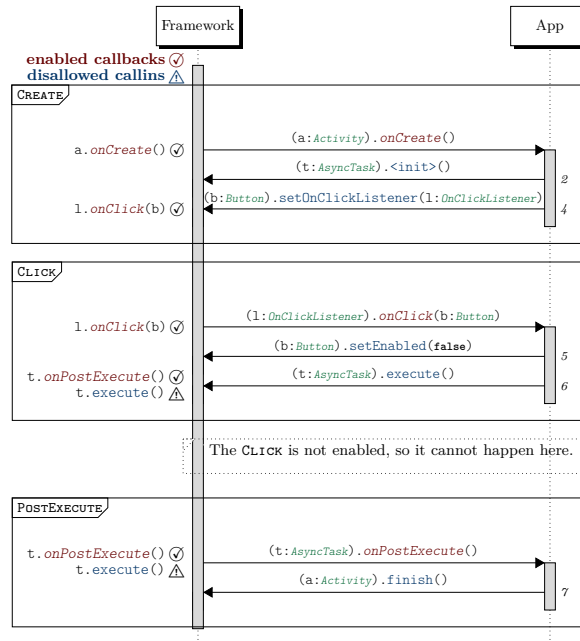 Framework App
enabled callbacks
disallowed callins
CREATE
a.onCreate() (a:Activity).onCreate()
(t:AsyncTask).<init>() 2
l.onClick(b) (b:Button).setOnClickListener(l:OnClickListener) 4
CLICK
l.onClick(b) (l:OnClickListener).onClick(b:Button)
(b:Button).setEnabled(false) 5
t.onPostExecute() (t:AsyncTask).execute() 6
t.execute()
The CLICK is not enabled, so it cannot happen here.
POSTEXECUTE
t.onPostExecute() (t:AsyncTask).onPostExecute()
t.execute()
(a:Activity).finish() 7